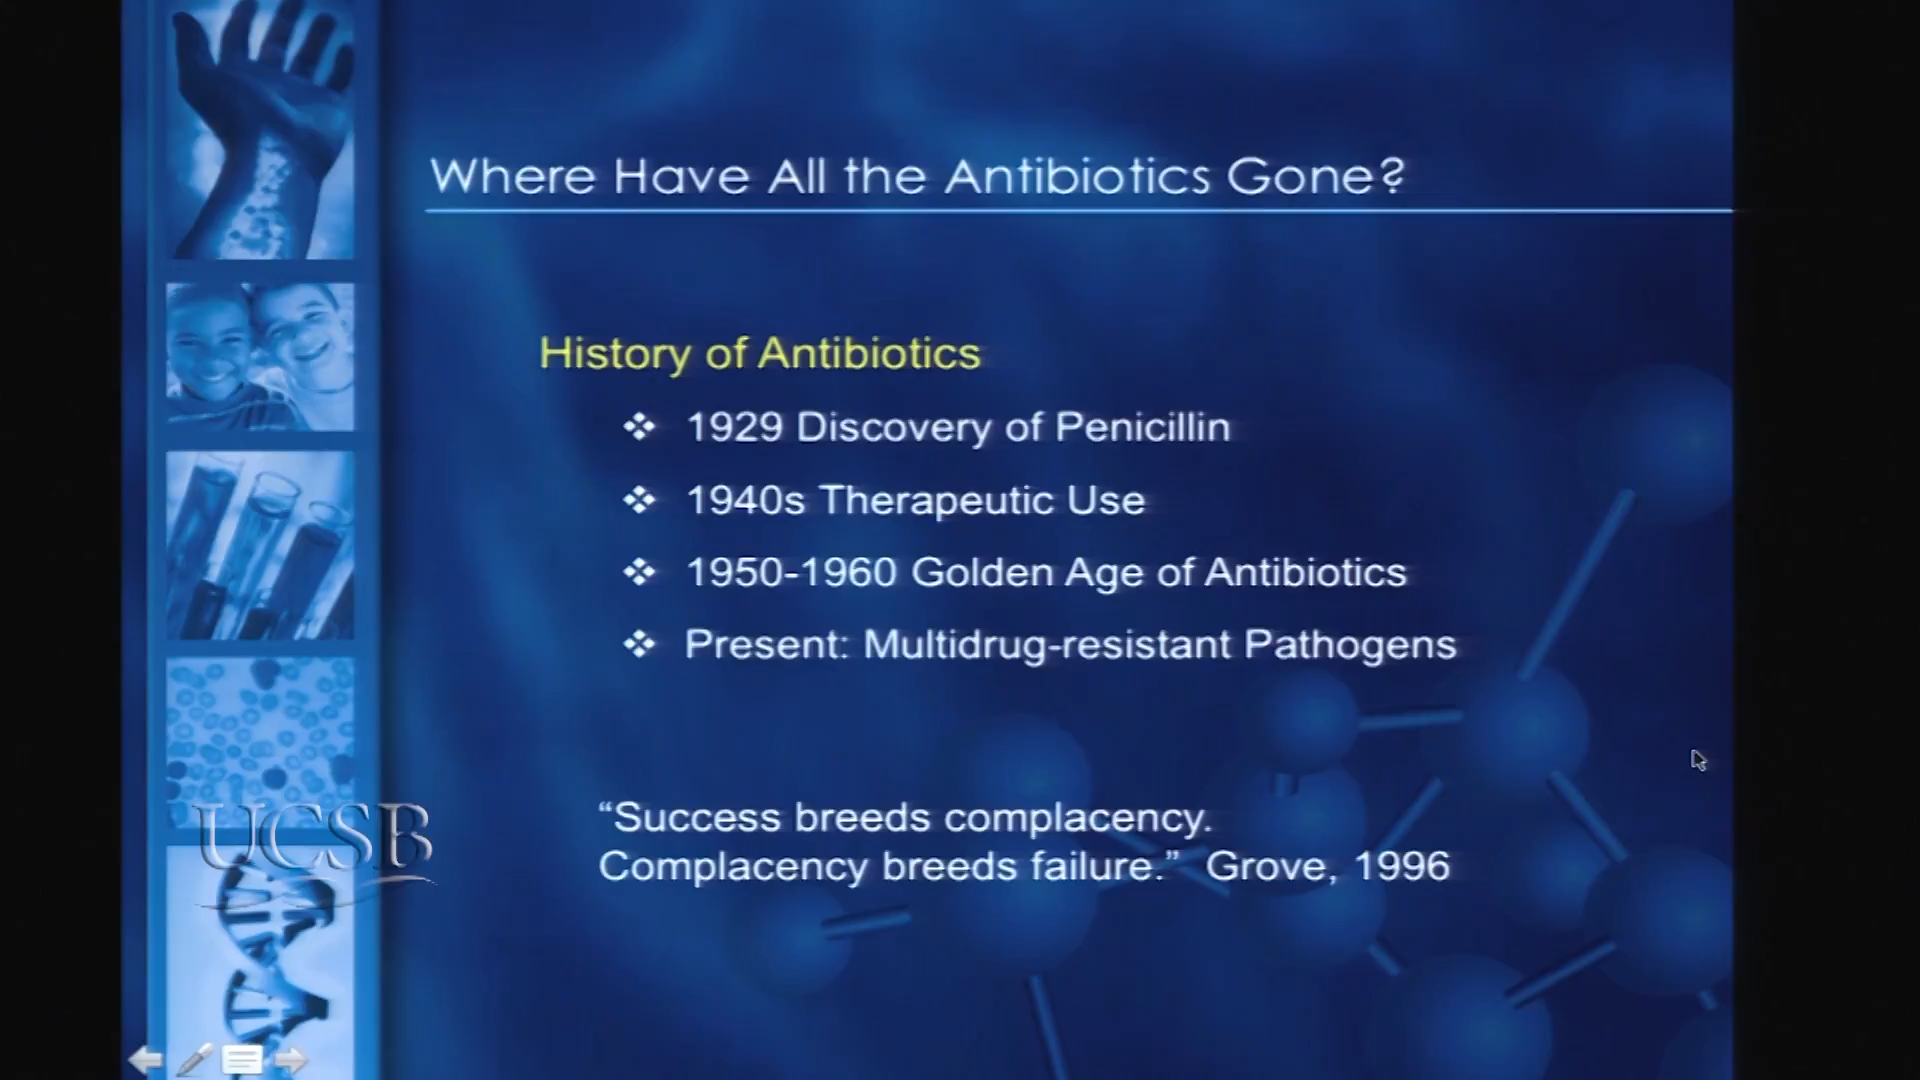 Where Have All the Antibiotics Gone?
History of Antibiotics
❖ 1929 Discovery of Penicillin
❖ 1940s Therapeutic Use
❖ 1950-1960 Golden Age of Antibiotics
❖ Present: Multidrug-resistant Pathogens
“Success breeds complacency.
Complacency breeds failure.” Grove, 1996
UCSB